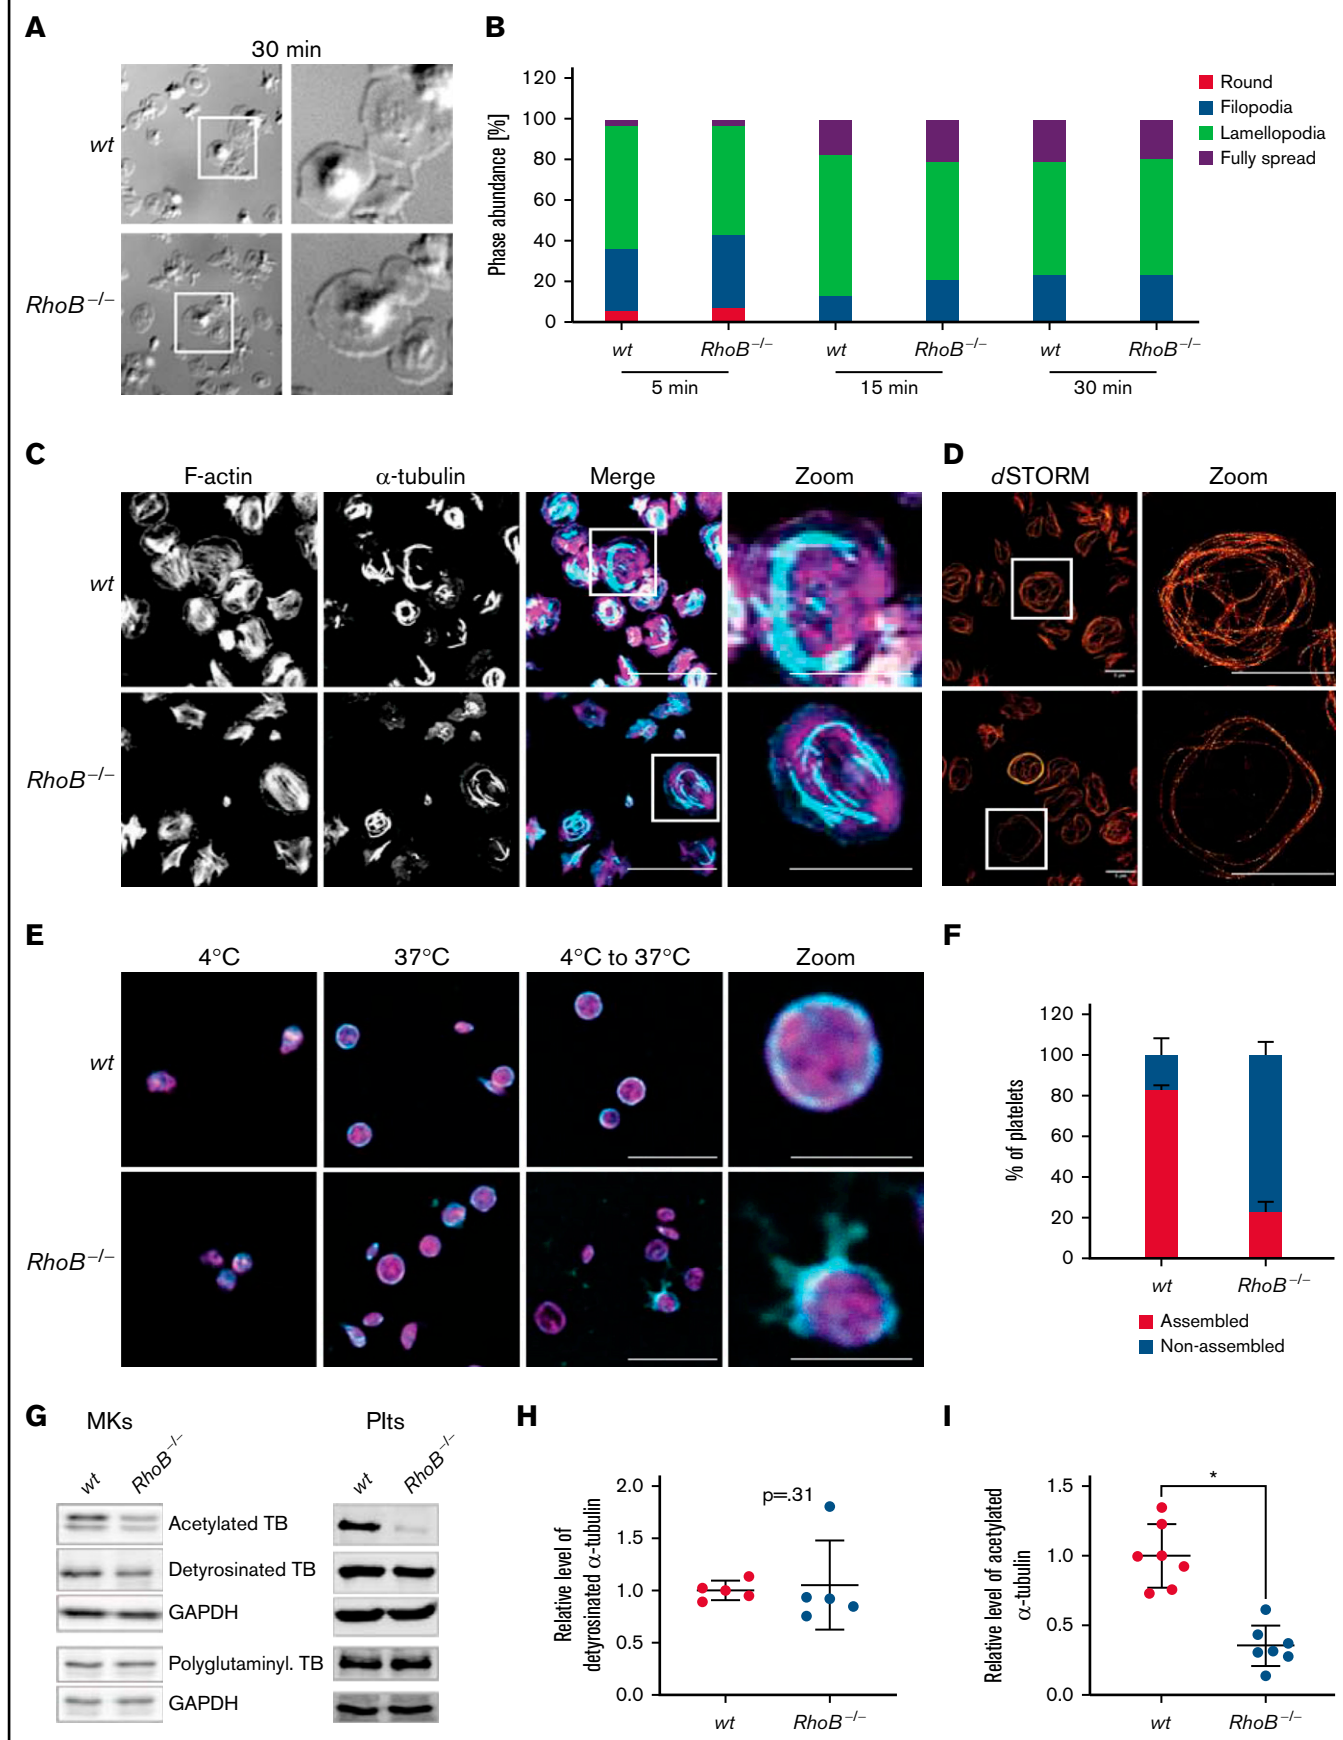 A
30 min
wt
RhoB−/−
B
Phase abundance [%]
120
100
80
60
40
20
0
wt
RhoB−/−
wt
RhoB−/−
wt
RhoB−/−
5 min
15 min
30 min
Round
Filopodia
Lamellopodia
Fully spread
C
F-actin
α-tubulin
Merge
Zoom
wt
RhoB−/−
D
dSTORM
Zoom
E
4°C
37°C
4°C to 37°C
Zoom
wt
RhoB−/−
F
% of platelets
120
100
80
60
40
20
0
wt
RhoB−/−
Assembled
Non-assembled
G
MKs
Plts
wt
RhoB−/−
wt
RhoB−/−
Acetylated TB
Detyrosinated TB
GAPDH
Polyglutaminyl. TB
GAPDH
H
Relative level of
detyrosinated α-tubulin
2.0
1.5
1.0
0.5
0.0
p=.31
wt
RhoB−/−
I
Relative level of acetylated
α-tubulin
1.5
1.0
0.5
0.0
*
wt
RhoB−/−